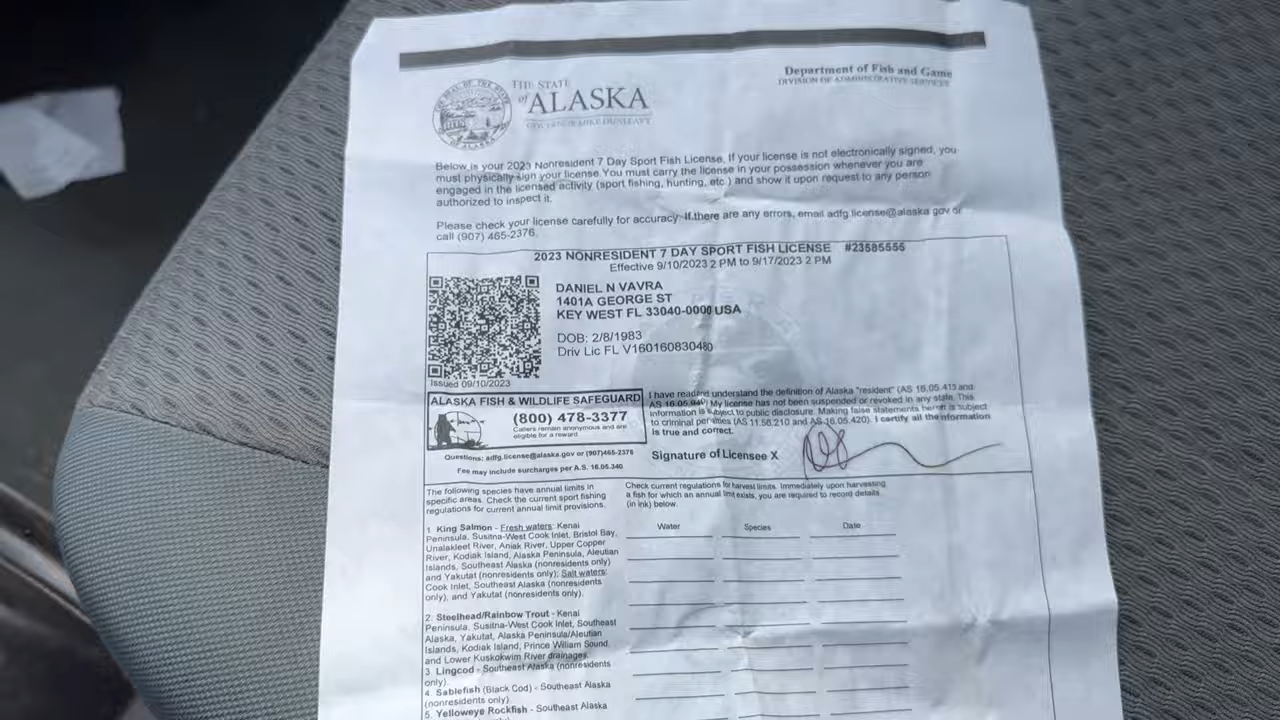 THE STATE
of ALASKA
GOVERNOR MIKE DUNLEAVY
Department of Fish and Game
DIVISION OF ADMINISTRATIVE SERVICES
Below is your 2023 Nonresident 7 Day Sport Fish License. If your license is not electronically signed, you
must physically sign your license. You must carry the license in your possession whenever you are
engaged in the licensed activity (sport fishing, hunting, etc.) and show it upon request to any person
authorized to inspect it.
Please check your license carefully for accuracy. If there are any errors, email adfg.license@alaska.gov or
call (907) 465-2376.
2023 NONRESIDENT 7 DAY SPORT FISH LICENSE #23585555
Effective 9/10/2023 2 PM to 9/17/2023 2 PM
DANIEL N VAVRA
1401A GEORGE ST
KEY WEST FL 33040-0000 USA
DOB: 2/8/1983
Driv Lic FL V160160830480
Issued 09/10/2023
ALASKA FISH & WILDLIFE SAFEGUARD
(800) 478-3377
Callers remain anonymous and are
eligible for a reward
Questions: adfg.license@alaska.gov or (907)465-2376
Fee may include surcharges per A.S. 16.05.340
I have read and understand the definition of Alaska "resident" (AS 16.05.415 and
AS 16.05.940). My license has not been suspended or revoked in any state. This
information is subject to public disclosure. Making false statements herein is subject
to criminal penalties (AS 11.56.210 and AS 16.05.420). I certify all the information
is true and correct.
Signature of Licensee X
The following species have annual limits in
specific areas. Check the current sport fishing
regulations for current annual limit provisions.
Check current regulations for harvest limits. Immediately upon harvesting
a fish for which an annual limit exists, you are required to record details
(in ink) below.
Water Species Date
1. King Salmon - Fresh waters: Kenai
Peninsula, Susitna-West Cook Inlet, Bristol Bay,
Unalakleet River, Aniak River, Upper Copper
River, Kodiak Island, Alaska Peninsula, Aleutian
Islands, Southeast Alaska (nonresidents only)
and Yakutat (nonresidents only); Salt waters:
Cook Inlet, Southeast Alaska (nonresidents
only), and Yakutat (nonresidents only).
2. Steelhead/Rainbow Trout - Kenai
Peninsula, Susitna-West Cook Inlet, Southeast
Alaska, Yakutat, Alaska Peninsula/Aleutian
Islands, Kodiak Island, Prince William Sound
and Lower Kuskokwim River drainages.
3. Lingcod - Southeast Alaska (nonresidents
only)
4. Sablefish (Black Cod) - Southeast Alaska
(nonresidents only)
5. Yelloweye Rockfish - Southeast Alaska